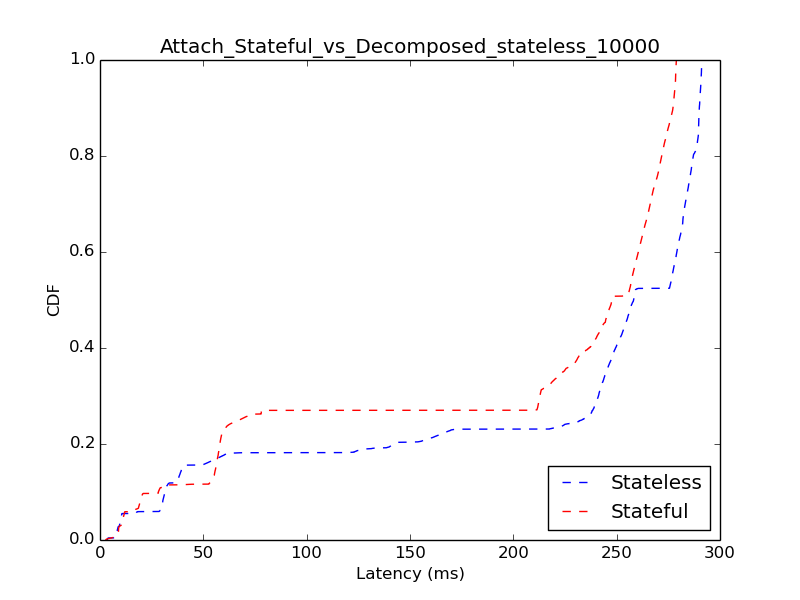 Attach_Stateful_vs_Decomposed_stateless_10000
1.0
0.8
0.6
0.4
0.2
0.0
CDF
0 50 100 150 200 250 300
Latency (ms)
Stateless
Stateful